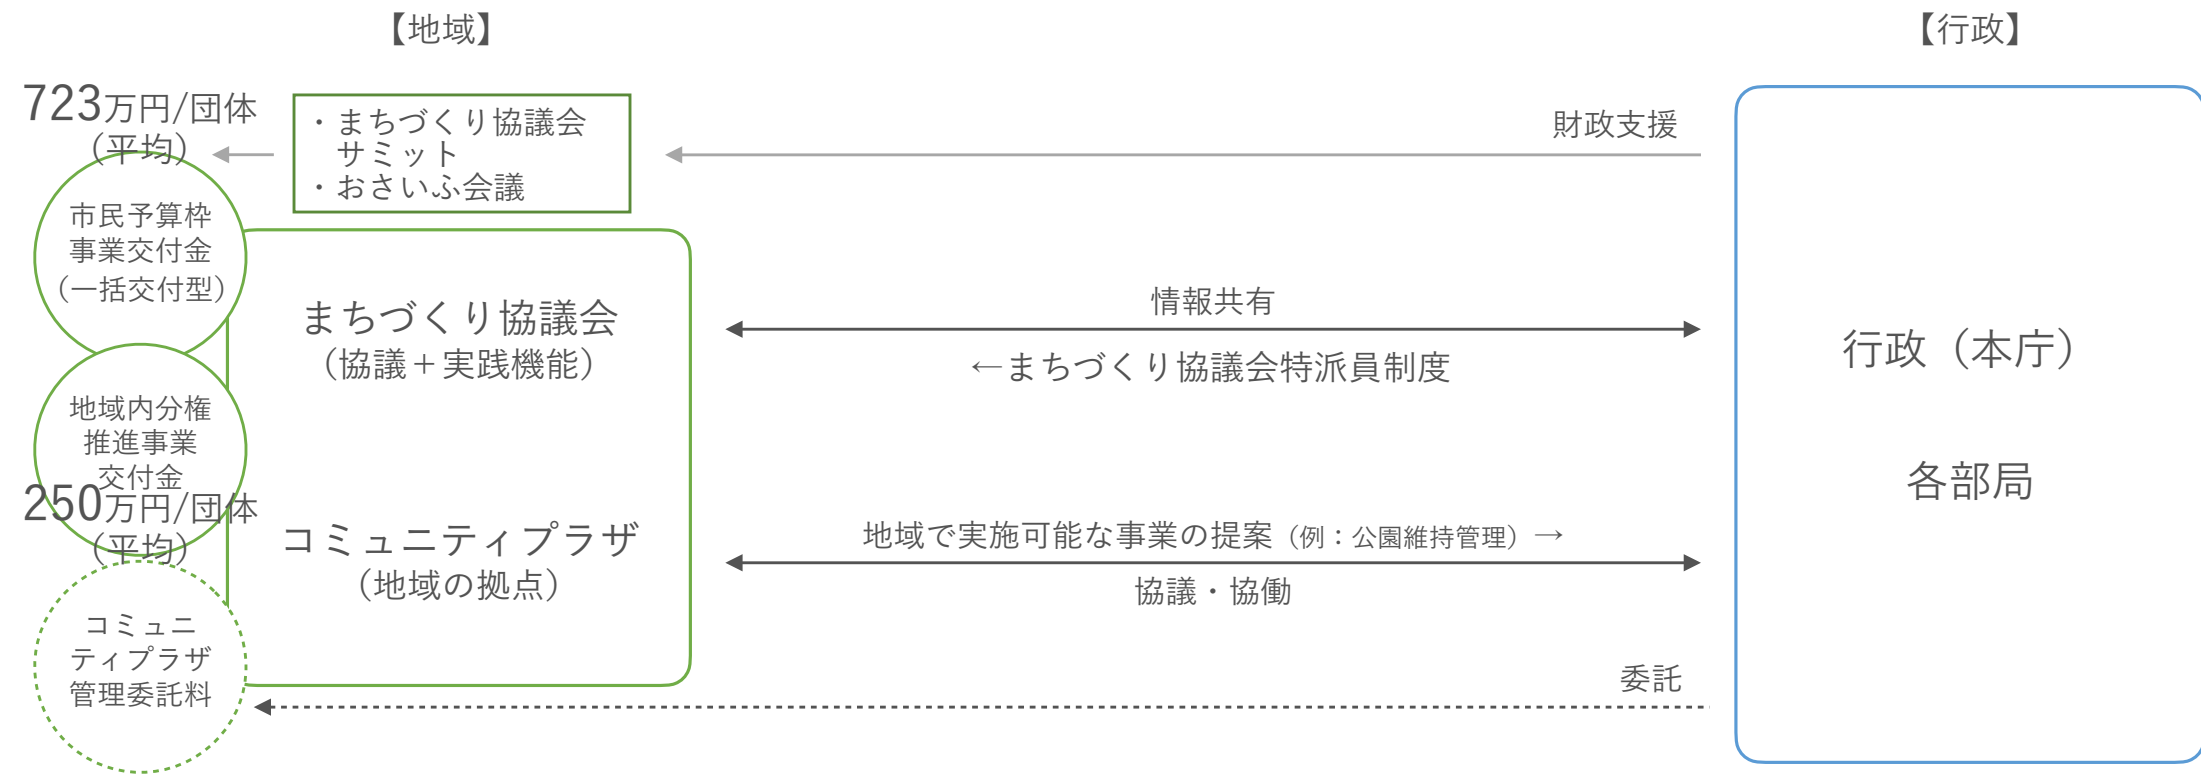 【地域】
【行政】
723万円/団体
（平均）
市民予算枠
事業交付金
（一括交付型）
地域内分権
推進事業
交付金
250万円/団体
（平均）
コミュニ
ティプラザ
管理委託料
・まちづくり協議会
サミット
・おさいふ会議
まちづくり協議会
（協議＋実践機能）
コミュニティプラザ
（地域の拠点）
財政支援
情報共有
←まちづくり協議会特派員制度
地域で実施可能な事業の提案（例：公園維持管理）→
協議・協働
委託
行政（本庁）
各部局